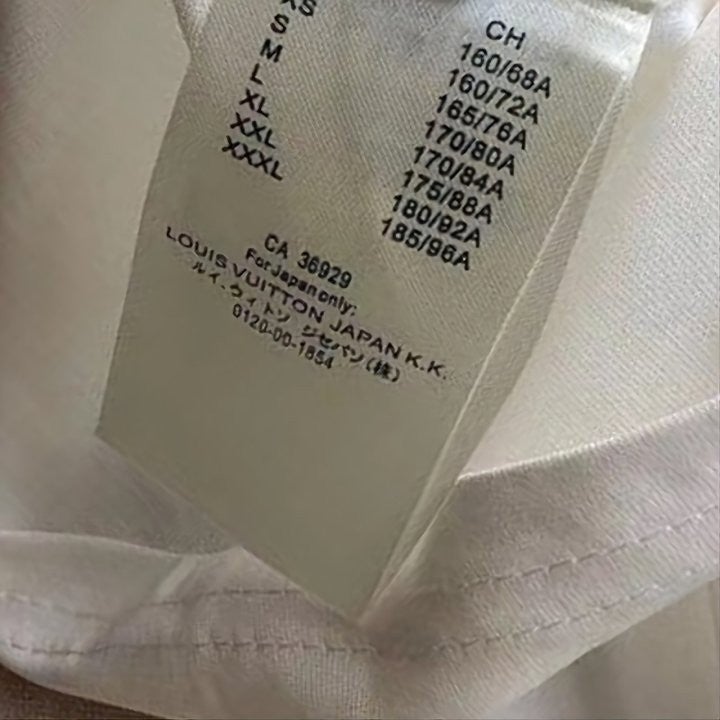 XS
S
M
L
XL
XXL
XXXL
CH
160/68A
160/72A
165/76A
170/80A
170/84A
175/88A
180/92A
185/96A
CA 36929
For Japan only:
LOUIS VUITTON JAPAN K.K.
ルイ・ヴィトン ジャパン(株)
0120-00-1854